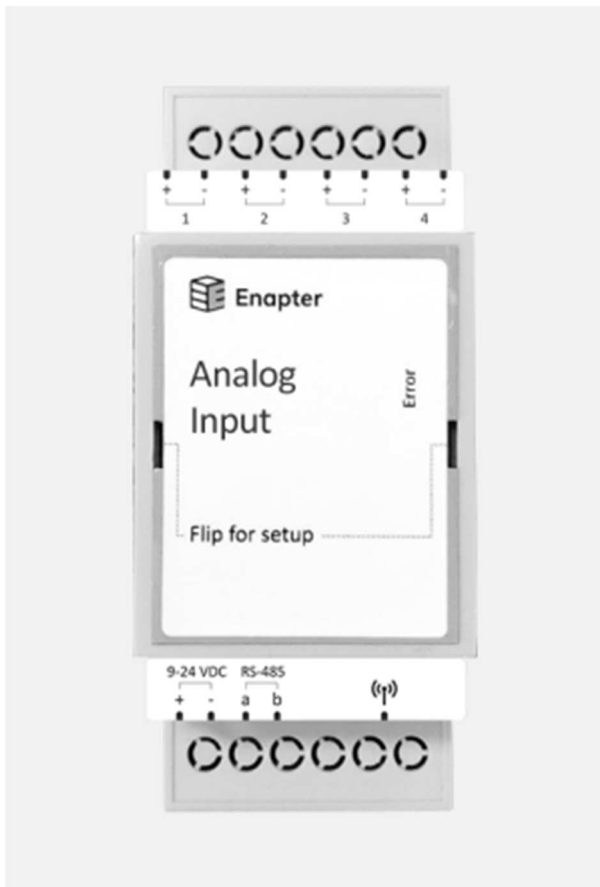 + - + - + - + -
1 2 3 4
Enapter
Analog
Input
Error
Flip for setup
9-24 VDC RS-485
+ - a b